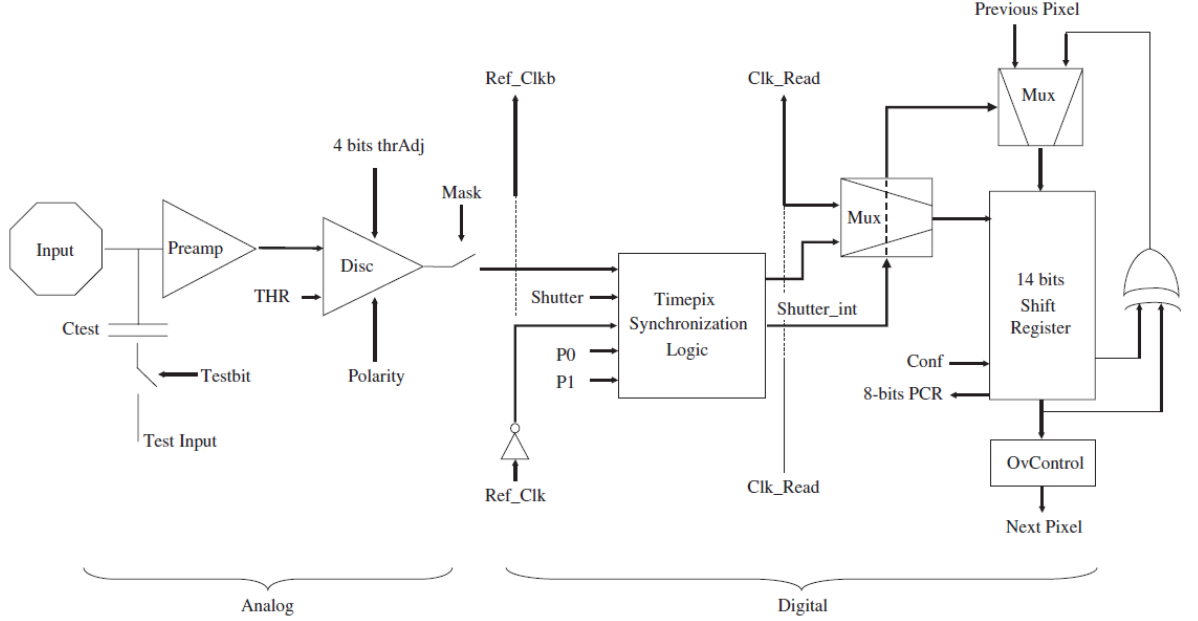 Previous Pixel
Ref_Clkb
Clk_Read
Mux
4 bits thrAdj
Mask
Input
Preamp
Disc
Mux
THR
Shutter
Timepix
Synchronization
Logic
Shutter_int
14 bits
Shift
Register
Ctest
P0
P1
Conf
8-bits PCR
Testbit
Polarity
Test Input
OvControl
Ref_Clk
Clk_Read
Next Pixel
Analog
Digital